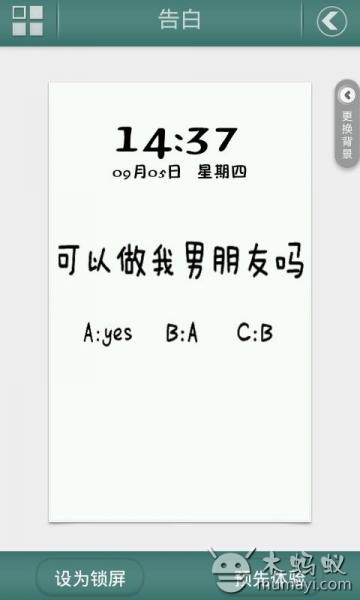 告白
14:37
09月05日 星期四
更换背景
可以做我男朋友吗
A:yes B:A C:B
设为锁屏 预先体验
木蚂蚁
mumayi.com